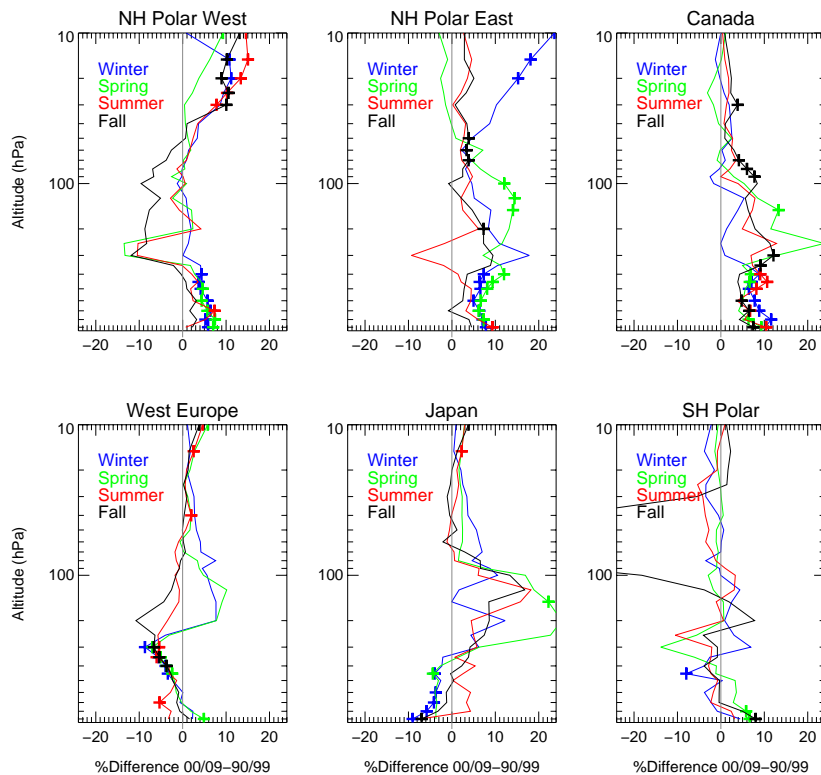 NH Polar West
NH Polar East
Canada
Altitude (hPa)
10
100
Winter
Spring
Summer
Fall
−20 −10 0 10 20
10
100
Winter
Spring
Summer
Fall
−20 −10 0 10 20
10
100
Winter
Spring
Summer
Fall
−20 −10 0 10 20
West Europe
Japan
SH Polar
Altitude (hPa)
10
100
Winter
Spring
Summer
Fall
−20 −10 0 10 20
%Difference 00/09−90/99
10
100
Winter
Spring
Summer
Fall
−20 −10 0 10 20
%Difference 00/09−90/99
10
100
Winter
Spring
Summer
Fall
−20 −10 0 10 20
%Difference 00/09−90/99